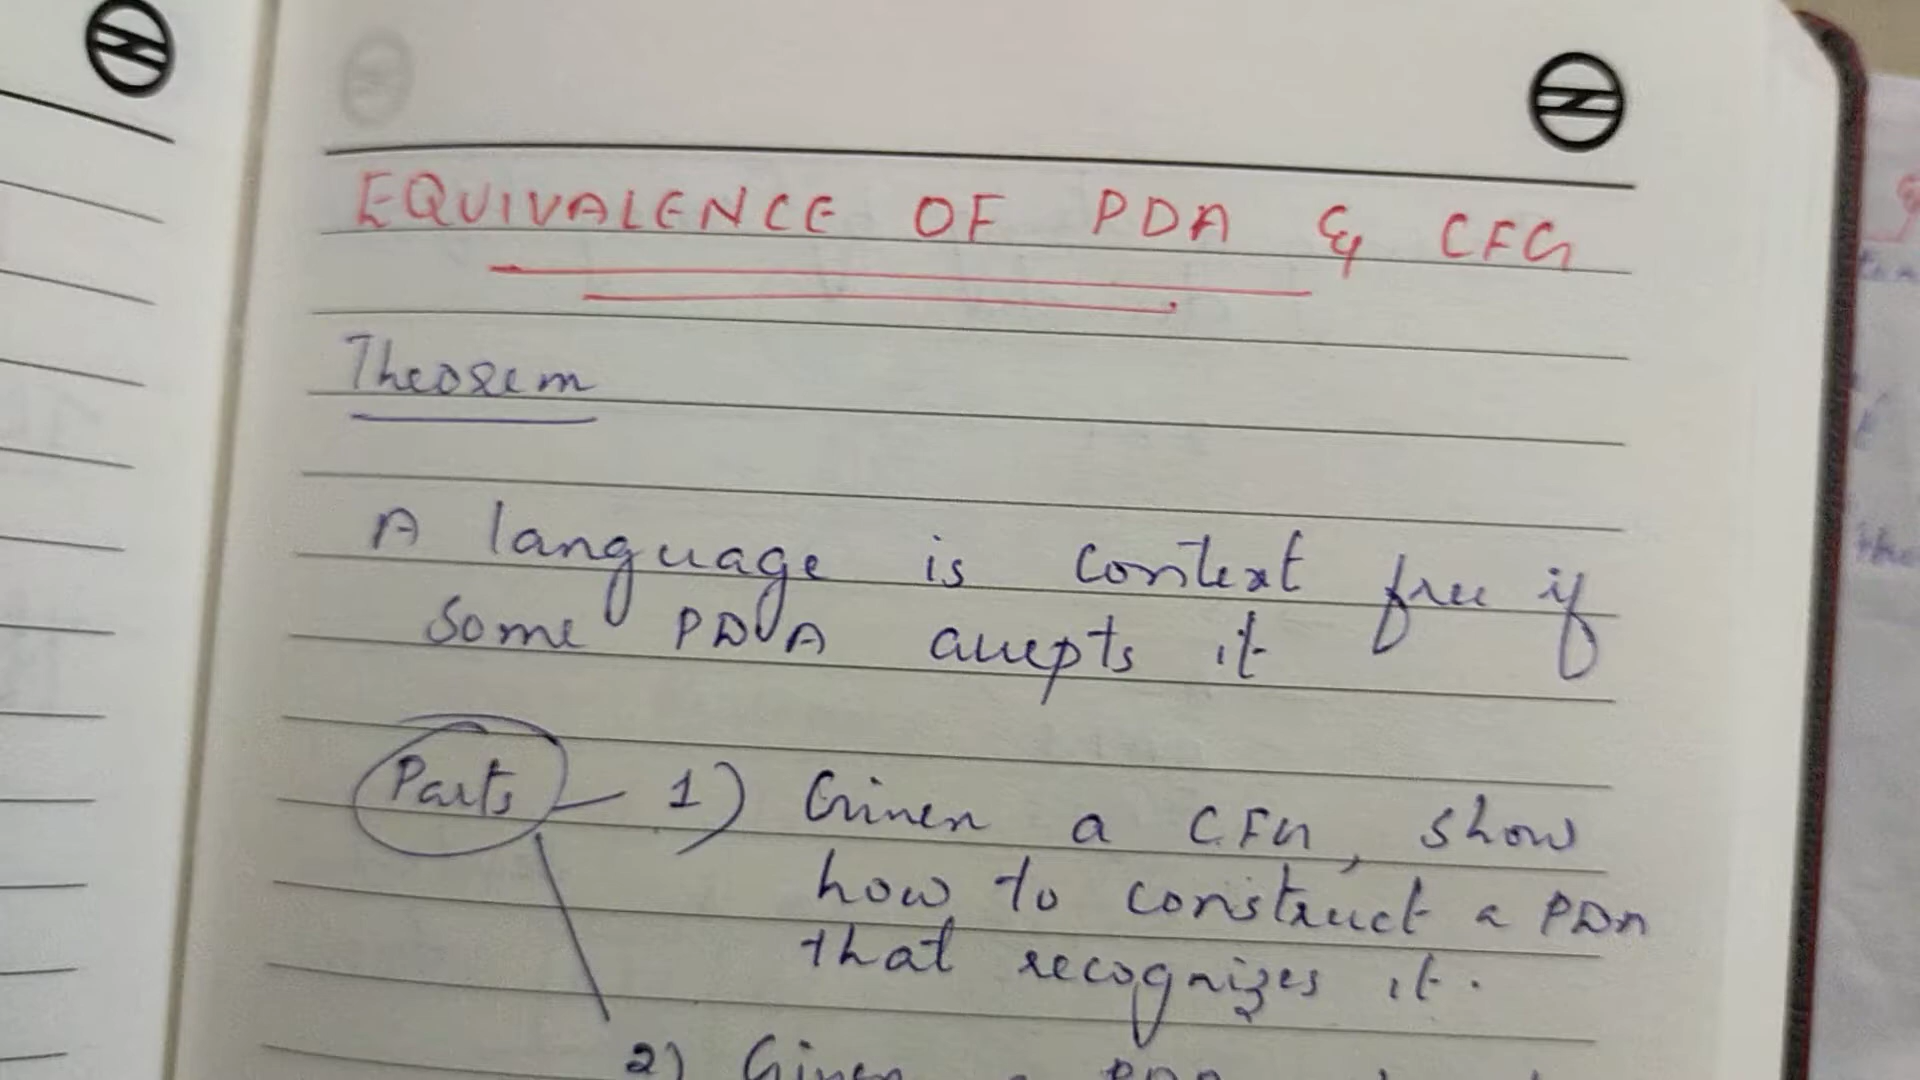 EQUIVALENCE OF PDA & CFG
Theorem
A language is context free if
some PDA accepts it
Parts - 1) Given a CFG, show
how to construct a PDA
that recognizes it.
2) Given a PDA